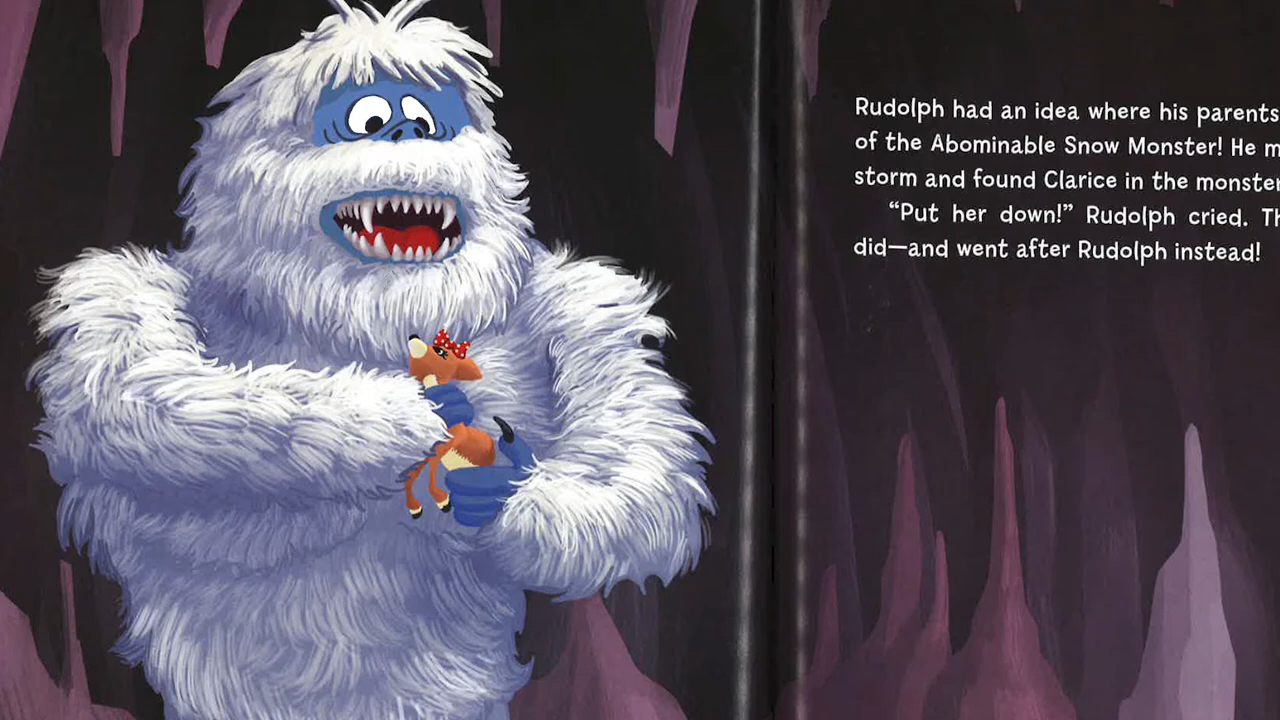 Rudolph had an idea where his parents
of the Abominable Snow Monster! He
storm and found Clarice in the monster
“Put her down!” Rudolph cried.
did—and went after Rudolph instead!